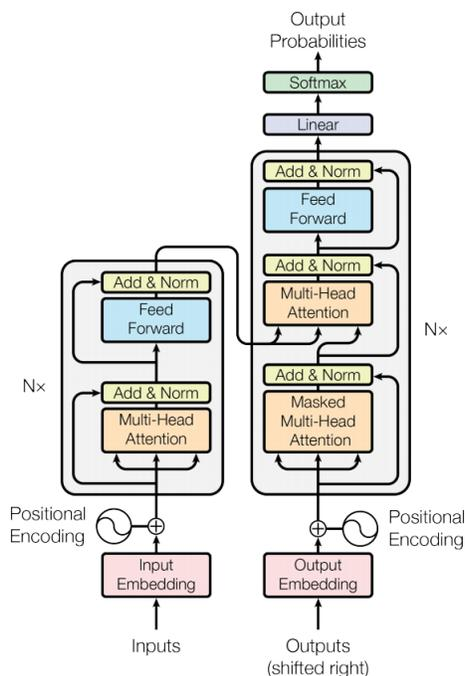 Output
Probabilities
Softmax
Linear
Add & Norm
Feed
Forward
Add & Norm
Multi-Head
Attention
Add & Norm
Masked
Multi-Head
Attention
N×
Add & Norm
Feed
Forward
Add & Norm
Multi-Head
Attention
N×
Positional
Encoding
Positional
Encoding
Input
Embedding
Output
Embedding
Inputs
Outputs
(shifted right)